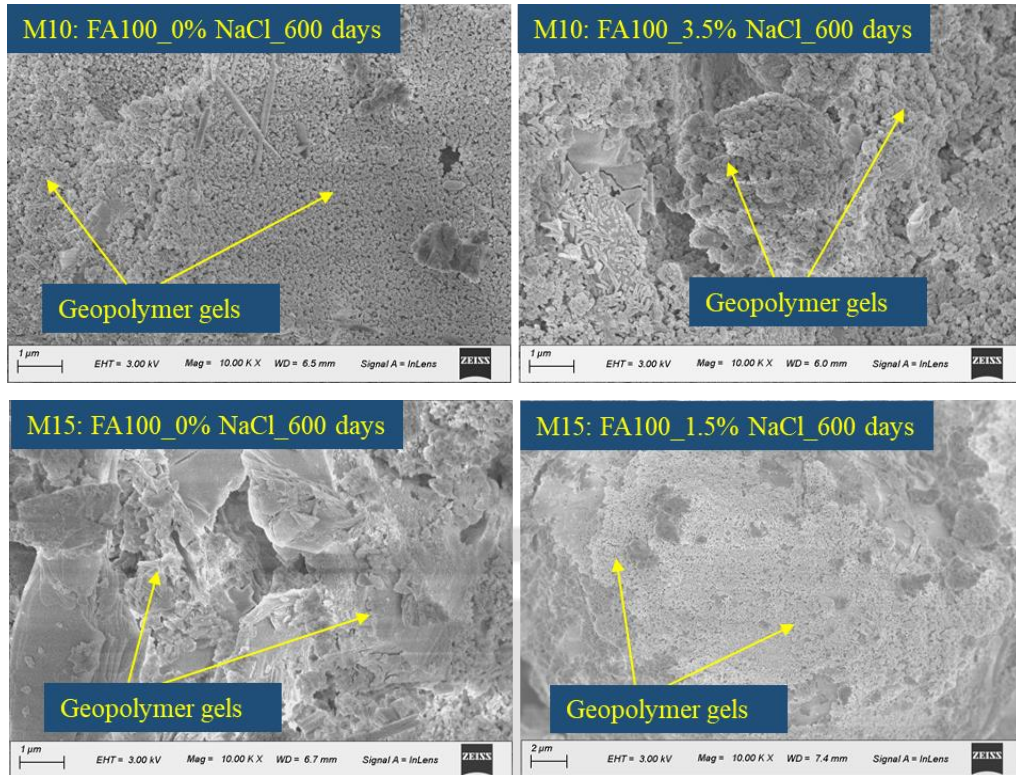 M10: FA100_0% NaCl_600 days
Geopolymer gels
1 µm
EHT = 3.00 kV Mag = 10.00 K X WD = 6.5 mm Signal A = InLens ZEISS
M10: FA100_3.5% NaCl_600 days
Geopolymer gels
1 µm
EHT = 3.00 kV Mag = 10.00 K X WD = 6.0 mm Signal A = InLens ZEISS
M15: FA100_0% NaCl_600 days
Geopolymer gels
1 µm
EHT = 3.00 kV Mag = 10.00 K X WD = 6.7 mm Signal A = InLens ZEISS
M15: FA100_1.5% NaCl_600 days
Geopolymer gels
2 µm
EHT = 3.00 kV Mag = 10.00 K X WD = 7.4 mm Signal A = InLens ZEISS